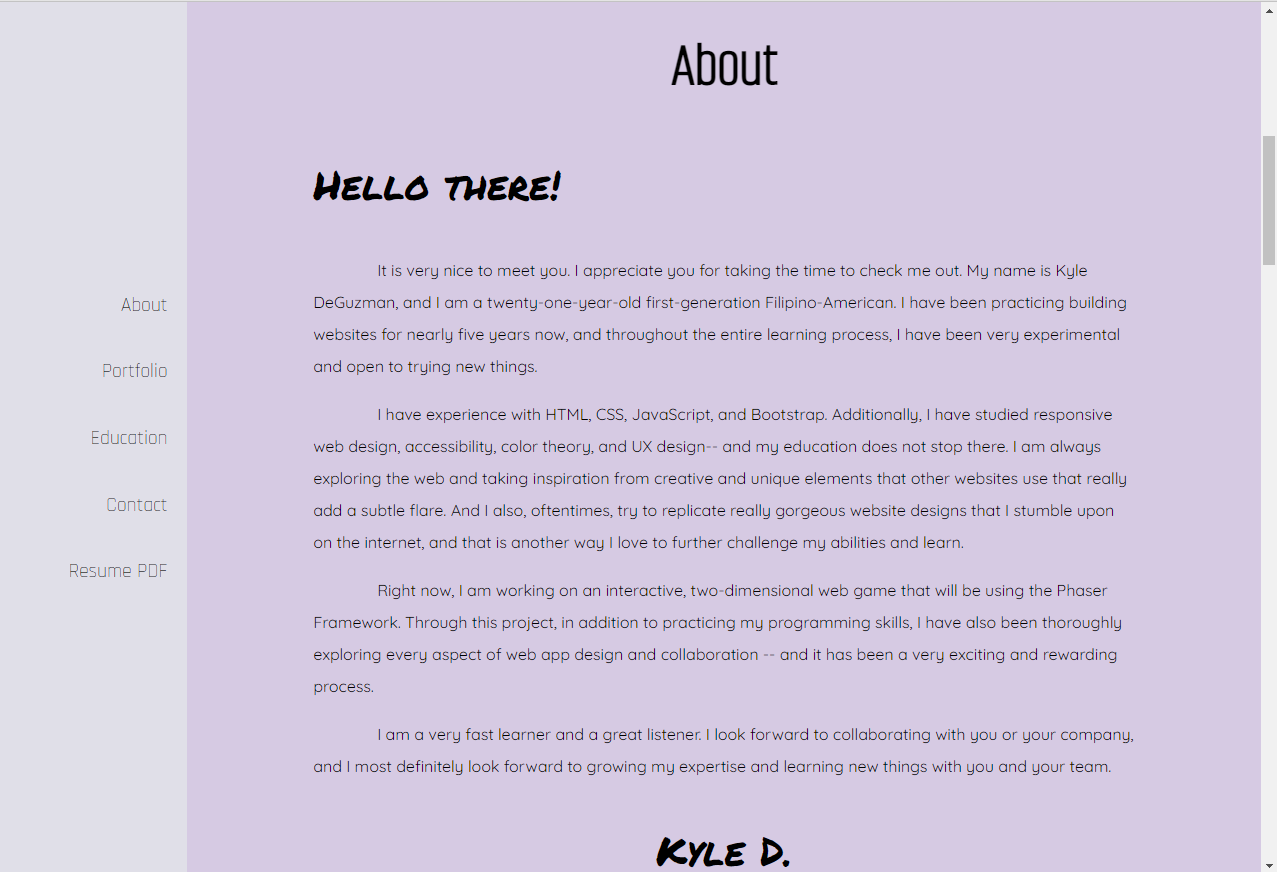 About
Hello there!
It is very nice to meet you. I appreciate you for taking the time to check me out. My name is Kyle
DeGuzman, and I am a twenty-one-year-old first-generation Filipino-American. I have been practicing building
websites for nearly five years now, and throughout the entire learning process, I have been very experimental
and open to trying new things.
I have experience with HTML, CSS, JavaScript, and Bootstrap. Additionally, I have studied responsive
web design, accessibility, color theory, and UX design-- and my education does not stop there. I am always
exploring the web and taking inspiration from creative and unique elements that other websites use that really
add a subtle flare. And I also, oftentimes, try to replicate really gorgeous website designs that I stumble upon
on the internet, and that is another way I love to further challenge my abilities and learn.
Right now, I am working on an interactive, two-dimensional web game that will be using the Phaser
Framework. Through this project, in addition to practicing my programming skills, I have also been thoroughly
exploring every aspect of web app design and collaboration -- and it has been a very exciting and rewarding
process.
I am a very fast learner and a great listener. I look forward to collaborating with you or your company,
and I most definitely look forward to growing my expertise and learning new things with you and your team.
Kyle D.
About
Portfolio
Education
Contact
Resume PDF